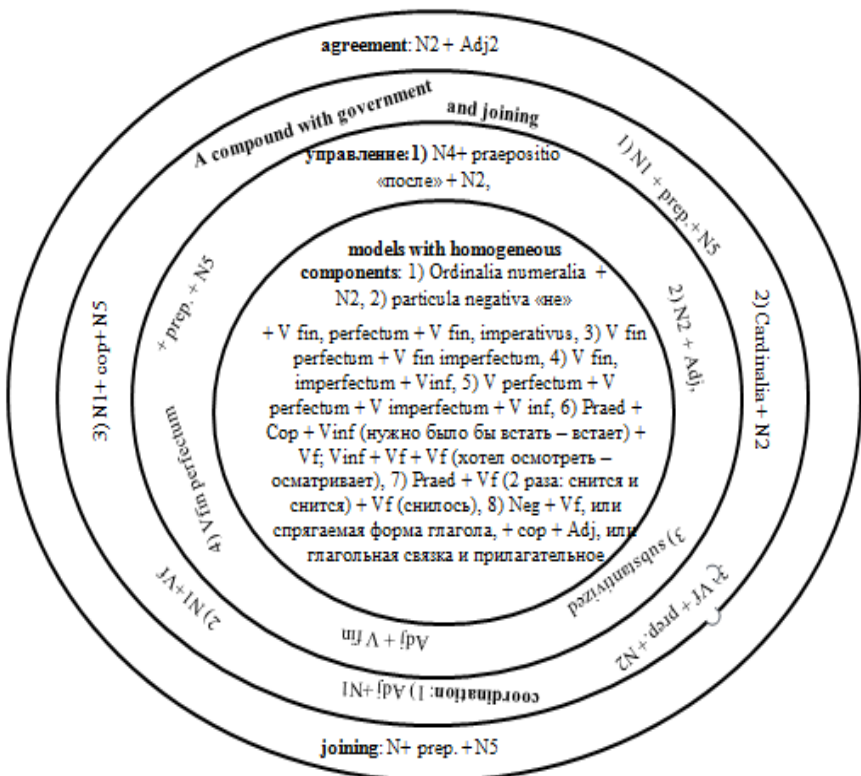 agreement: N2 + Adj2
A compound with government
and joining
1) N1 + prep.+ N5
2) Cardinalia + N2
3) Vf + prep.+ N2
joining: N+ prep. +N5
coordination: 1) Adj +N1
2) N1+Vf
3) N1+ cop+ N5
управление: 1) N4+ praepositio
«после» + N2,
2) N2 + Adj,
3) substantivized
Adj + V fin
4) V fin perfectum
+ prep. + N5
models with homogeneous
components: 1) Ordinalia numeralia +
N2, 2) particula negativa «не»
+ V fin, perfectum + V fin, imperativus, 3) V fin
perfectum + V fin imperfectum, 4) V fin,
imperfectum + Vinf, 5) V perfectum + V
perfectum + V imperfectum + V inf, 6) Praed +
Cop + Vinf (нужно было бы встать – встает) +
Vf; Vinf + Vf + Vf (хотел осмотреть –
осматривает), 7) Praed + Vf (2 раза: снится и
снится) + Vf (снилось), 8) Neg + Vf, или
спрягаемая форма глагола, + cop + Adj, или
глагольная связка и прилагательное